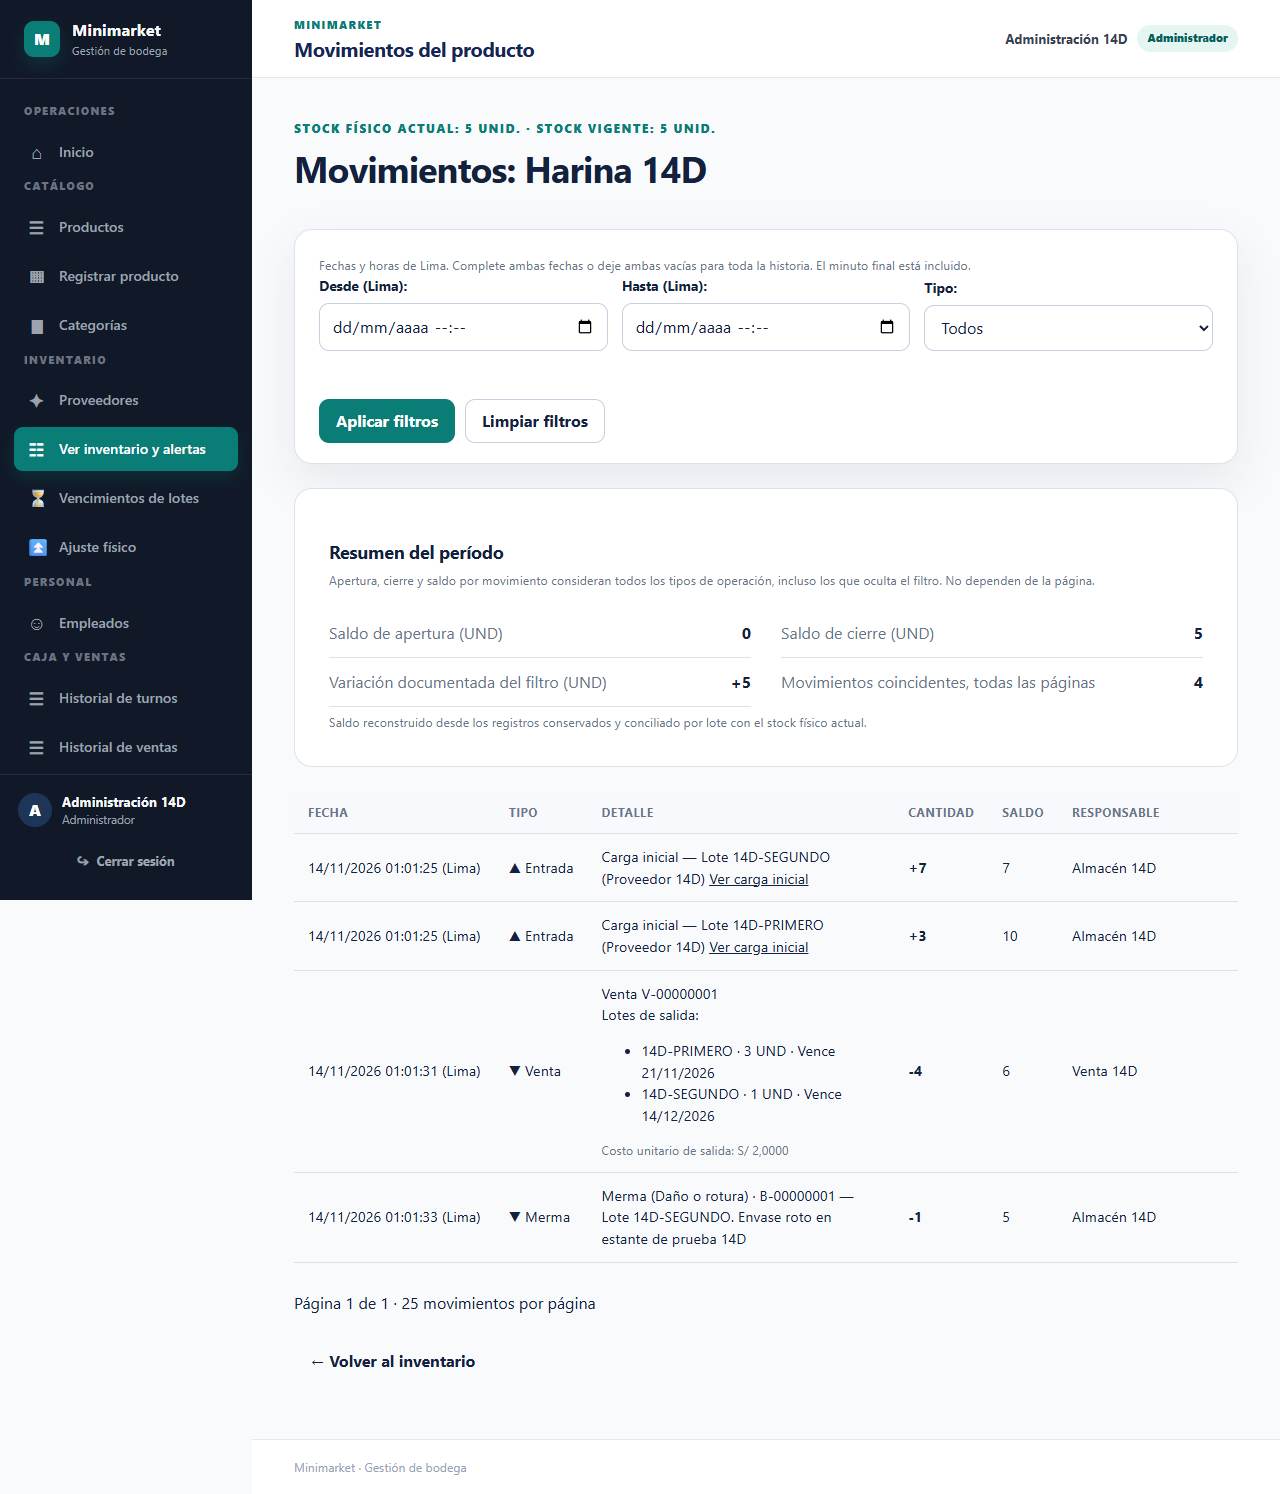 M
Minimarket
Gestión de bodega
OPERACIONES
Inicio
CATÁLOGO
Productos
Registrar producto
Categorías
INVENTARIO
Proveedores
Ver inventario y alertas
Vencimientos de lotes
Ajuste físico
PERSONAL
Empleados
CAJA Y VENTAS
Historial de turnos
Historial de ventas
A
Administración 14D
Administrador
Cerrar sesión
MINIMARKET
Movimientos del producto
Administración 14D
Administrador
STOCK FÍSICO ACTUAL: 5 UNID. · STOCK VIGENTE: 5 UNID.
Movimientos: Harina 14D
Fechas y horas de Lima. Complete ambas fechas o deje ambas vacías para toda la historia. El minuto final está incluido.
Desde (Lima):
dd/mm/aaaa --:--
Hasta (Lima):
dd/mm/aaaa --:--
Tipo:
Todos
Aplicar filtros
Limpiar filtros
Resumen del período
Apertura, cierre y saldo por movimiento consideran todos los tipos de operación, incluso los que oculta el filtro. No dependen de la página.
Saldo de apertura (UND) 0
Saldo de cierre (UND) 5
Variación documentada del filtro (UND) +5
Movimientos coincidentes, todas las páginas 4
Saldo reconstruido desde los registros conservados y conciliado por lote con el stock físico actual.
FECHA TIPO DETALLE CANTIDAD SALDO RESPONSABLE
14/11/2026 01:01:25 (Lima) ▲ Entrada
Carga inicial — Lote 14D-SEGUNDO
(Proveedor 14D) Ver carga inicial
+7 7 Almacén 14D
14/11/2026 01:01:25 (Lima) ▲ Entrada
Carga inicial — Lote 14D-PRIMERO
(Proveedor 14D) Ver carga inicial
+3 10 Almacén 14D
14/11/2026 01:01:31 (Lima) ▼ Venta
Venta V-00000001
Lotes de salida:
• 14D-PRIMERO · 3 UND · Vence
21/11/2026
• 14D-SEGUNDO · 1 UND · Vence
14/12/2026
Costo unitario de salida: S/ 2,0000
-4 6 Venta 14D
14/11/2026 01:01:33 (Lima) ▼ Merma
Merma (Daño o rotura) · B-00000001 —
Lote 14D-SEGUNDO. Envase roto en
estante de prueba 14D
-1 5 Almacén 14D
Página 1 de 1 · 25 movimientos por página
← Volver al inventario
Minimarket · Gestión de bodega